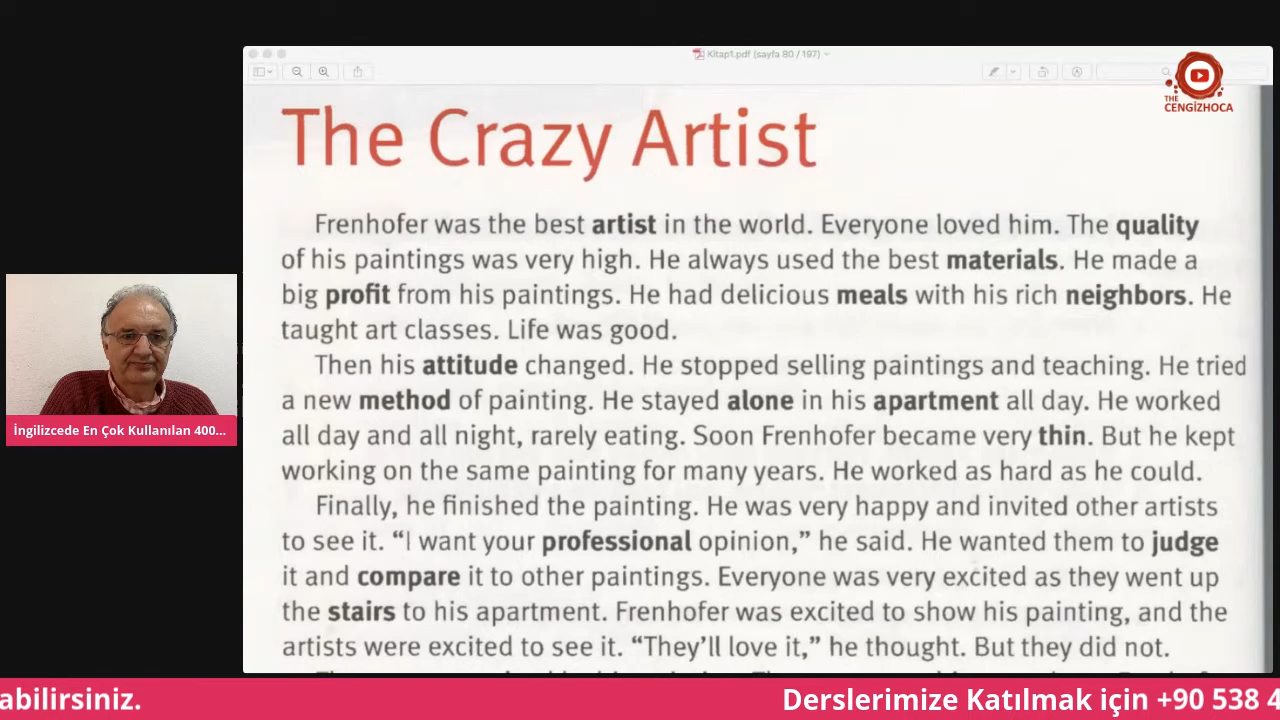 Kitap1.pdf (sayfa 80 / 197)
THE
CENGİZHOCA
The Crazy Artist
Frenhofer was the best artist in the world. Everyone loved him. The quality
of his paintings was very high. He always used the best materials. He made a
big profit from his paintings. He had delicious meals with his rich neighbors. He
taught art classes. Life was good.
Then his attitude changed. He stopped selling paintings and teaching. He tried
a new method of painting. He stayed alone in his apartment all day. He worked
all day and all night, rarely eating. Soon Frenhofer became very thin. But he kept
working on the same painting for many years. He worked as hard as he could.
Finally, he finished the painting. He was very happy and invited other artists
to see it. “I want your professional opinion,” he said. He wanted them to judge
it and compare it to other paintings. Everyone was very excited as they went up
the stairs to his apartment. Frenhofer was excited to show his painting, and the
artists were excited to see it. “They’ll love it,” he thought. But they did not.
İngilizcede En Çok Kullanılan 400...
abilirsiniz.
Derslerimize Katılmak için +90 538 4